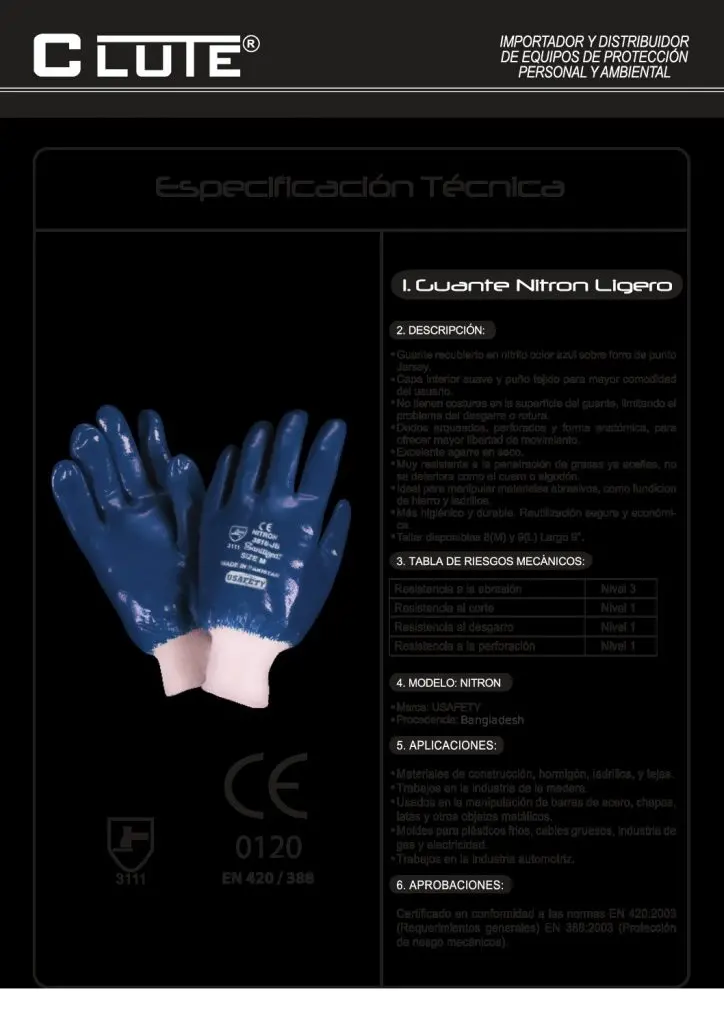 CLUTE®
IMPORTADOR Y DISTRIBUIDOR
DE EQUIPOS DE PROTECCIÓN
PERSONAL Y AMBIENTAL
Especificación Técnica
1. Guante Nitron Ligero
2. DESCRIPCIÓN:
•Guante recubierto en nitrilo color azul sobre forro de punto
Jersey.
•Capa interior suave y puño tejido para mayor comodidad
del usuario.
•No tienen costuras en la superficie del guante, limitando el
problema del desgarre o rotura.
•Dedos arqueados, perforados y forma anatómica, para
ofrecer mayor libertad de movimiento.
•Excelente agarre en seco.
•Muy resistente a la penetración de grasas ya aceites, no
se deteriora como el cuero o algodón.
•Ideal para manipular materiales abrasivos, como fundicion
de hierro y ladrillos.
•Más higiénico y durable. Reutilización segura y económi-
ca.
•Tallar disponibles 8(M) y 9(L) Largo 9".
3. TABLA DE RIESGOS MECÀNICOS:
Resistencia a la abrasión Nivel 3
Resistencia al corte Nivel 1
Resistencia al desgarro Nivel 1
Resistencia a la perforación Nivel 1
4. MODELO: NITRON
•Marca: USAFETY
•Procedencia: Bangladesh
5. APLICACIONES:
•Materiales de construcción, hormigón, ladrillos, y tejas.
•Trabajos en la industria de la madera.
•Usados en la manipulación de barras de acero, chapas,
latas y otros objetos metálicos.
•Moldes para plásticos fríos, cables gruesos, industria de
gas y electricidad.
•Trabajos en la industria automotriz.
6. APROBACIONES:
Certificado en conformidad a las normas EN 420:2003
(Requerimientos generales) EN 388:2003 (Protección
de riesgo mecánicos).
CE
NITRON
3111
SIZE M
MADE IN PAKISTAN
USAFETY
CE
0120
EN 420 / 388
3111